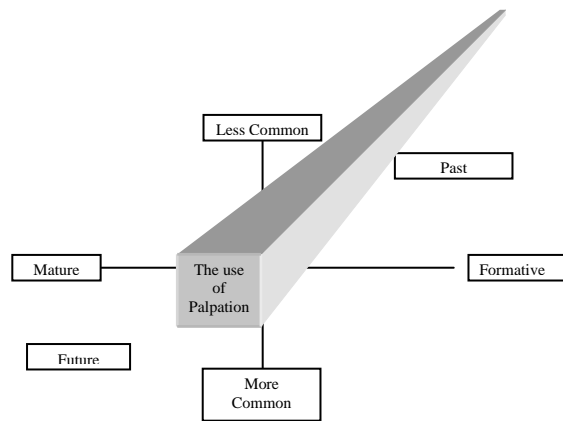 Less Common
Past
Mature
The use
of
Palpation
Formative
Future
More
Common